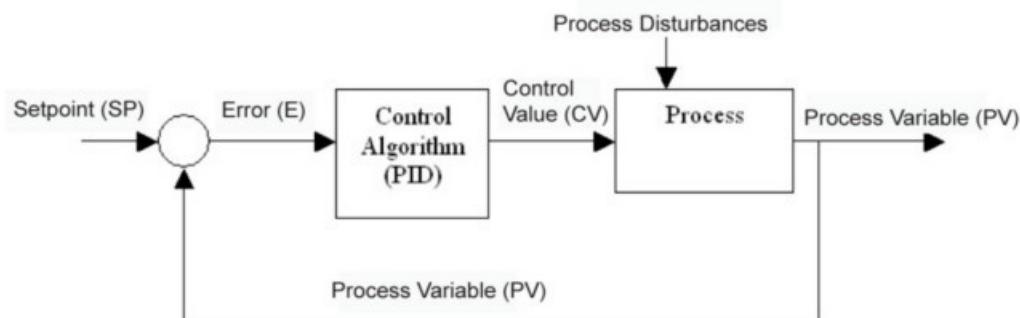 Process Disturbances
Setpoint (SP)
Error (E)
Control
Algorithm
(PID)
Control
Value (CV)
Process
Process Variable (PV)
Process Variable (PV)